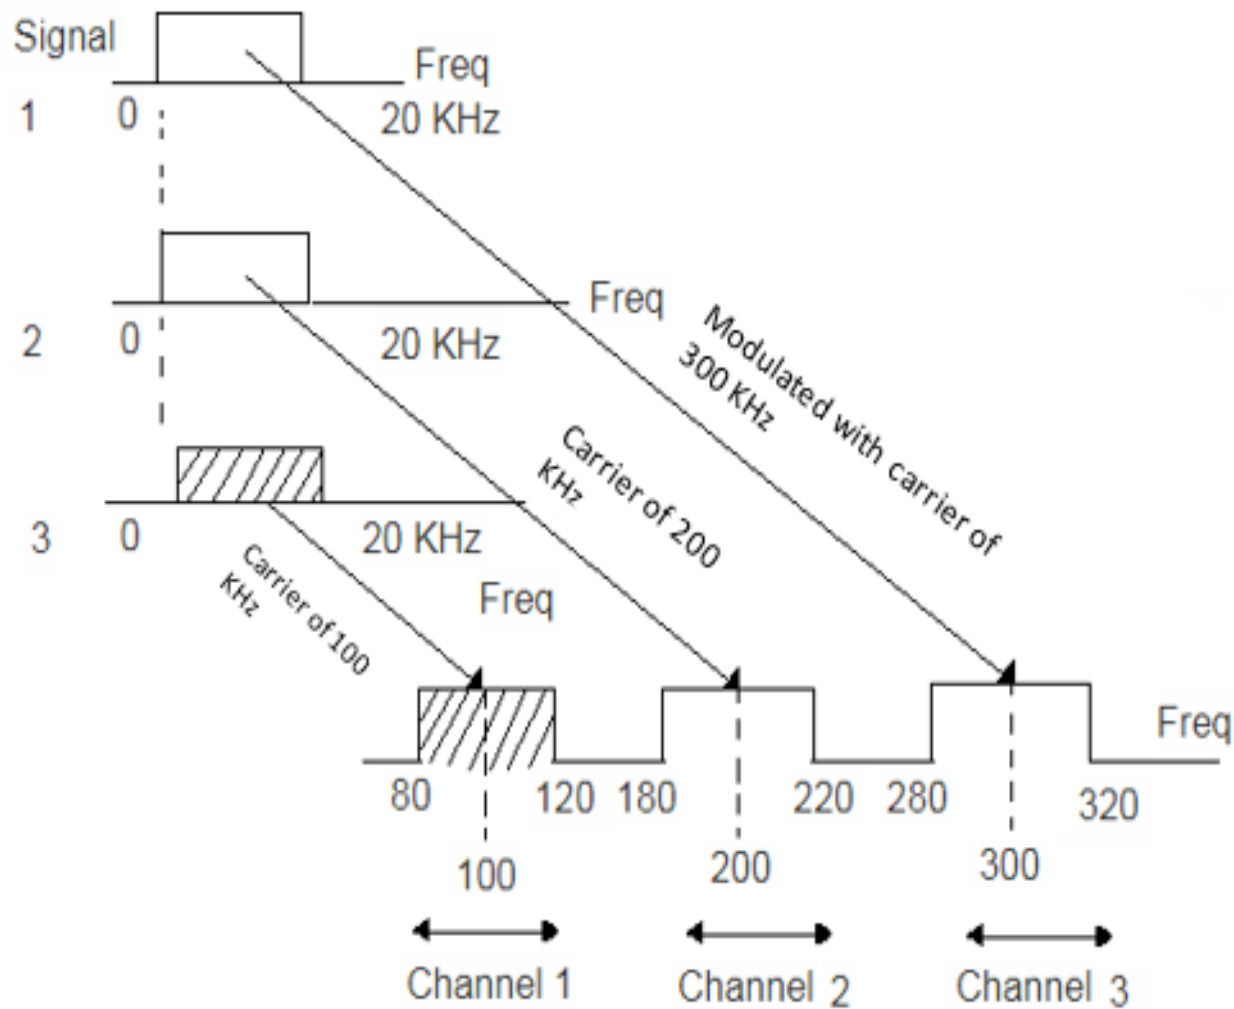 Signal
Freq
1 0 20 KHz
Freq
2 0 20 KHz
Modulated with carrier of
300 KHz
Carrier of 200
KHz
3 0 20 KHz
Carrier of 100
KHz
Freq
Freq
80 120 180 220 280 320
100 200 300
Channel 1 Channel 2 Channel 3